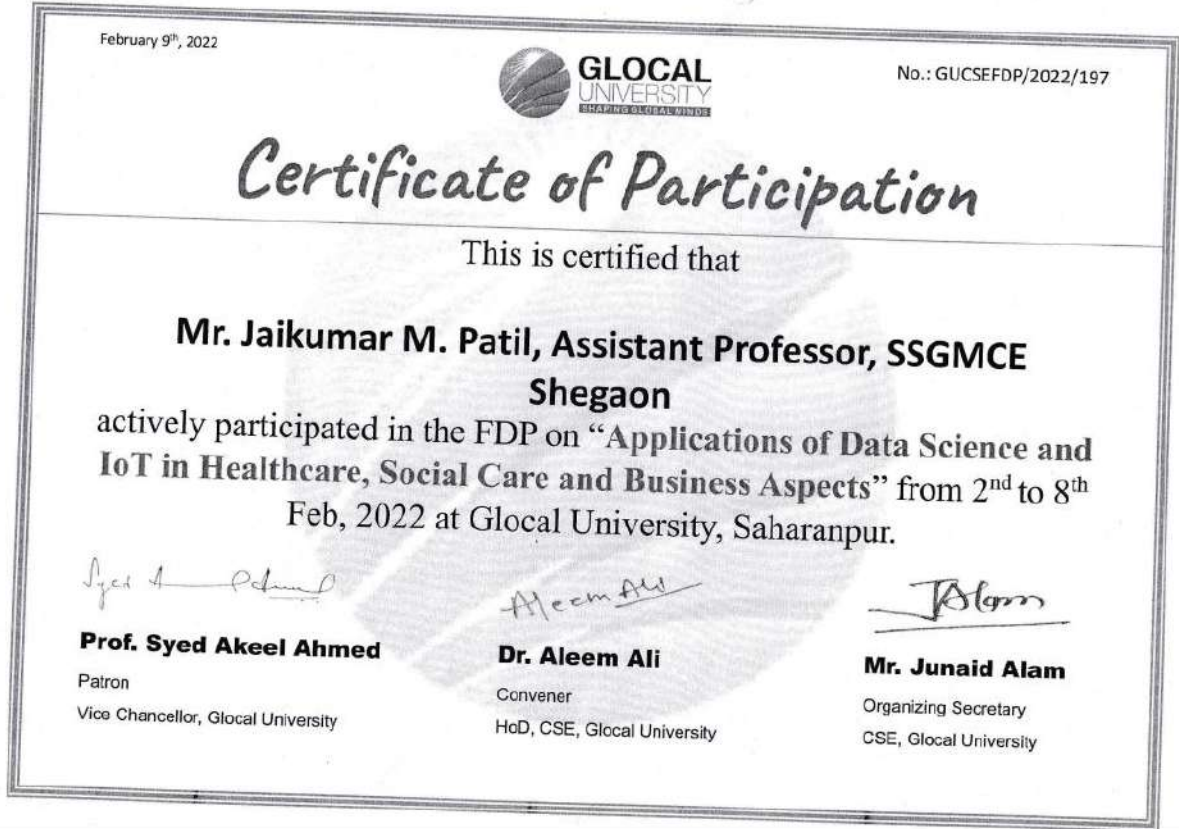 February 9th, 2022
GLOCAL
UNIVERSITY
SHAPING GLOBAL MINDS
No.: GUCSEFDP/2022/197
Certificate of Participation
This is certified that
Mr. Jaikumar M. Patil, Assistant Professor, SSGMCE
Shegaon
actively participated in the FDP on “Applications of Data Science and
IoT in Healthcare, Social Care and Business Aspects” from 2nd to 8th
Feb, 2022 at Glocal University, Saharanpur.
Aleem Ali
JAlam
Prof. Syed Akeel Ahmed
Patron
Vice Chancellor, Glocal University
Dr. Aleem Ali
Convener
HoD, CSE, Glocal University
Mr. Junaid Alam
Organizing Secretary
CSE, Glocal University